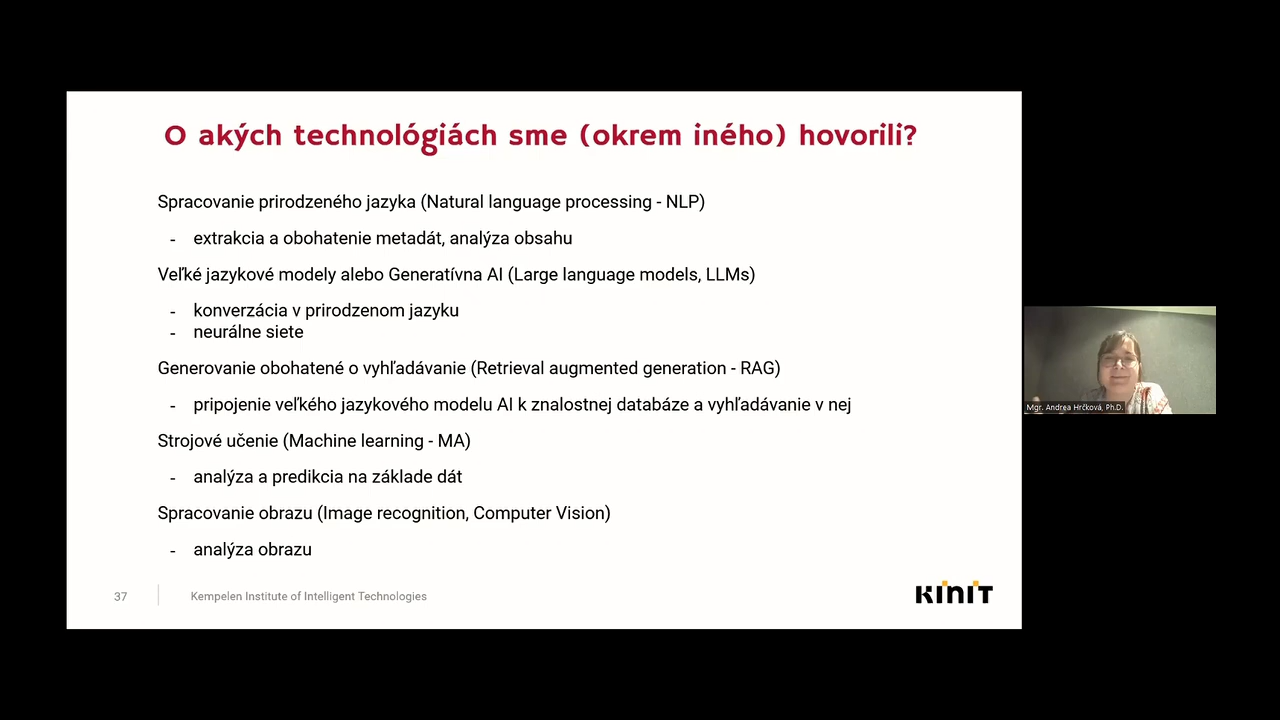 O akých technológiách sme (okrem iného) hovorili?
Spracovanie prirodzeného jazyka (Natural language processing - NLP)
- extrakcia a obohatenie metadát, analýza obsahu
Veľké jazykové modely alebo Generatívna AI (Large language models, LLMs)
- konverzácia v prirodzenom jazyku
- neurálne siete
Generovanie obohatené o vyhľadávanie (Retrieval augmented generation - RAG)
- pripojenie veľkého jazykového modelu AI k znalostnej databáze a vyhľadávanie v nej
Strojové učenie (Machine learning - MA)
- analýza a predikcia na základe dát
Spracovanie obrazu (Image recognition, Computer Vision)
- analýza obrazu
37
Kempelen Institute of Intelligent Technologies
KINIT
Mgr. Andrea Hrčková, Ph.D.